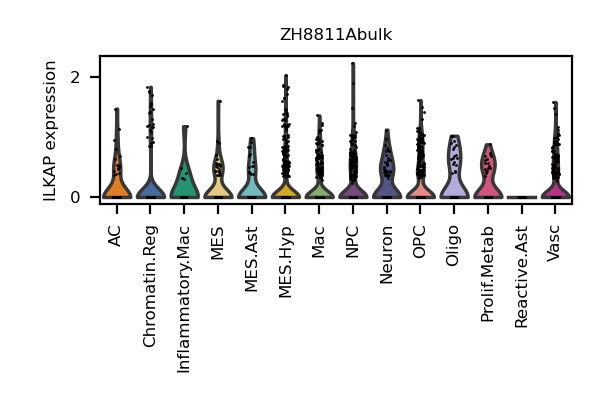 ZH8811Abulk
ILKAP expression
2
0
AC
Chromatin.Reg
Inflammatory.Mac
MES
MES.Ast
MES.Hyp
Mac
NPC
Neuron
OPC
Oligo
Prolif.Metab
Reactive.Ast
Vasc